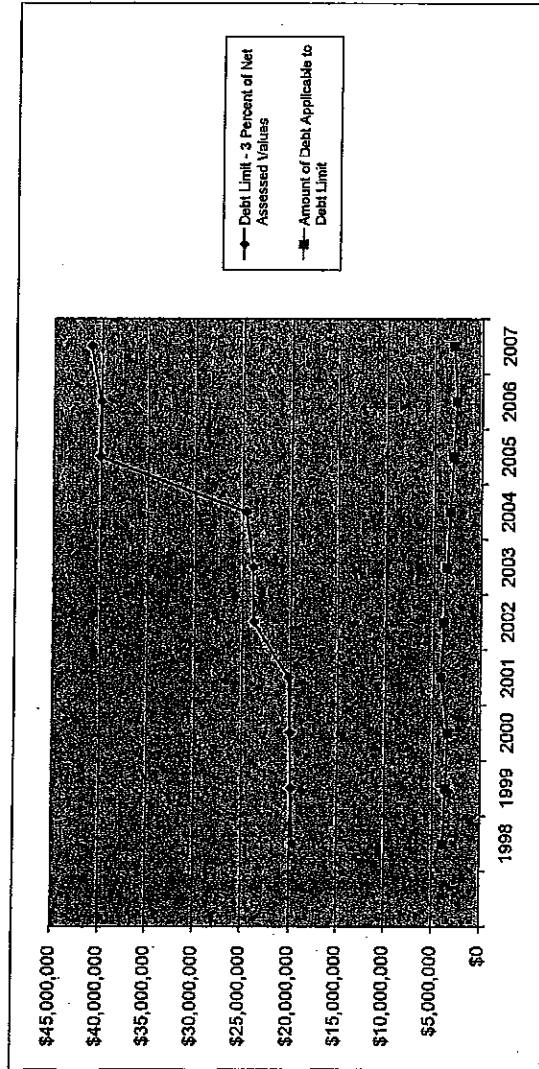 $45,000,000
$40,000,000
$35,000,000
$30,000,000
$25,000,000
$20,000,000
$15,000,000
$10,000,000
$5,000,000
$0
1998 1999 2000 2001 2002 2003 2004 2005 2006 2007
Debt Limit - 3 Percent of Net
Assessed Values
Amount of Debt Applicable to
Debt Limit